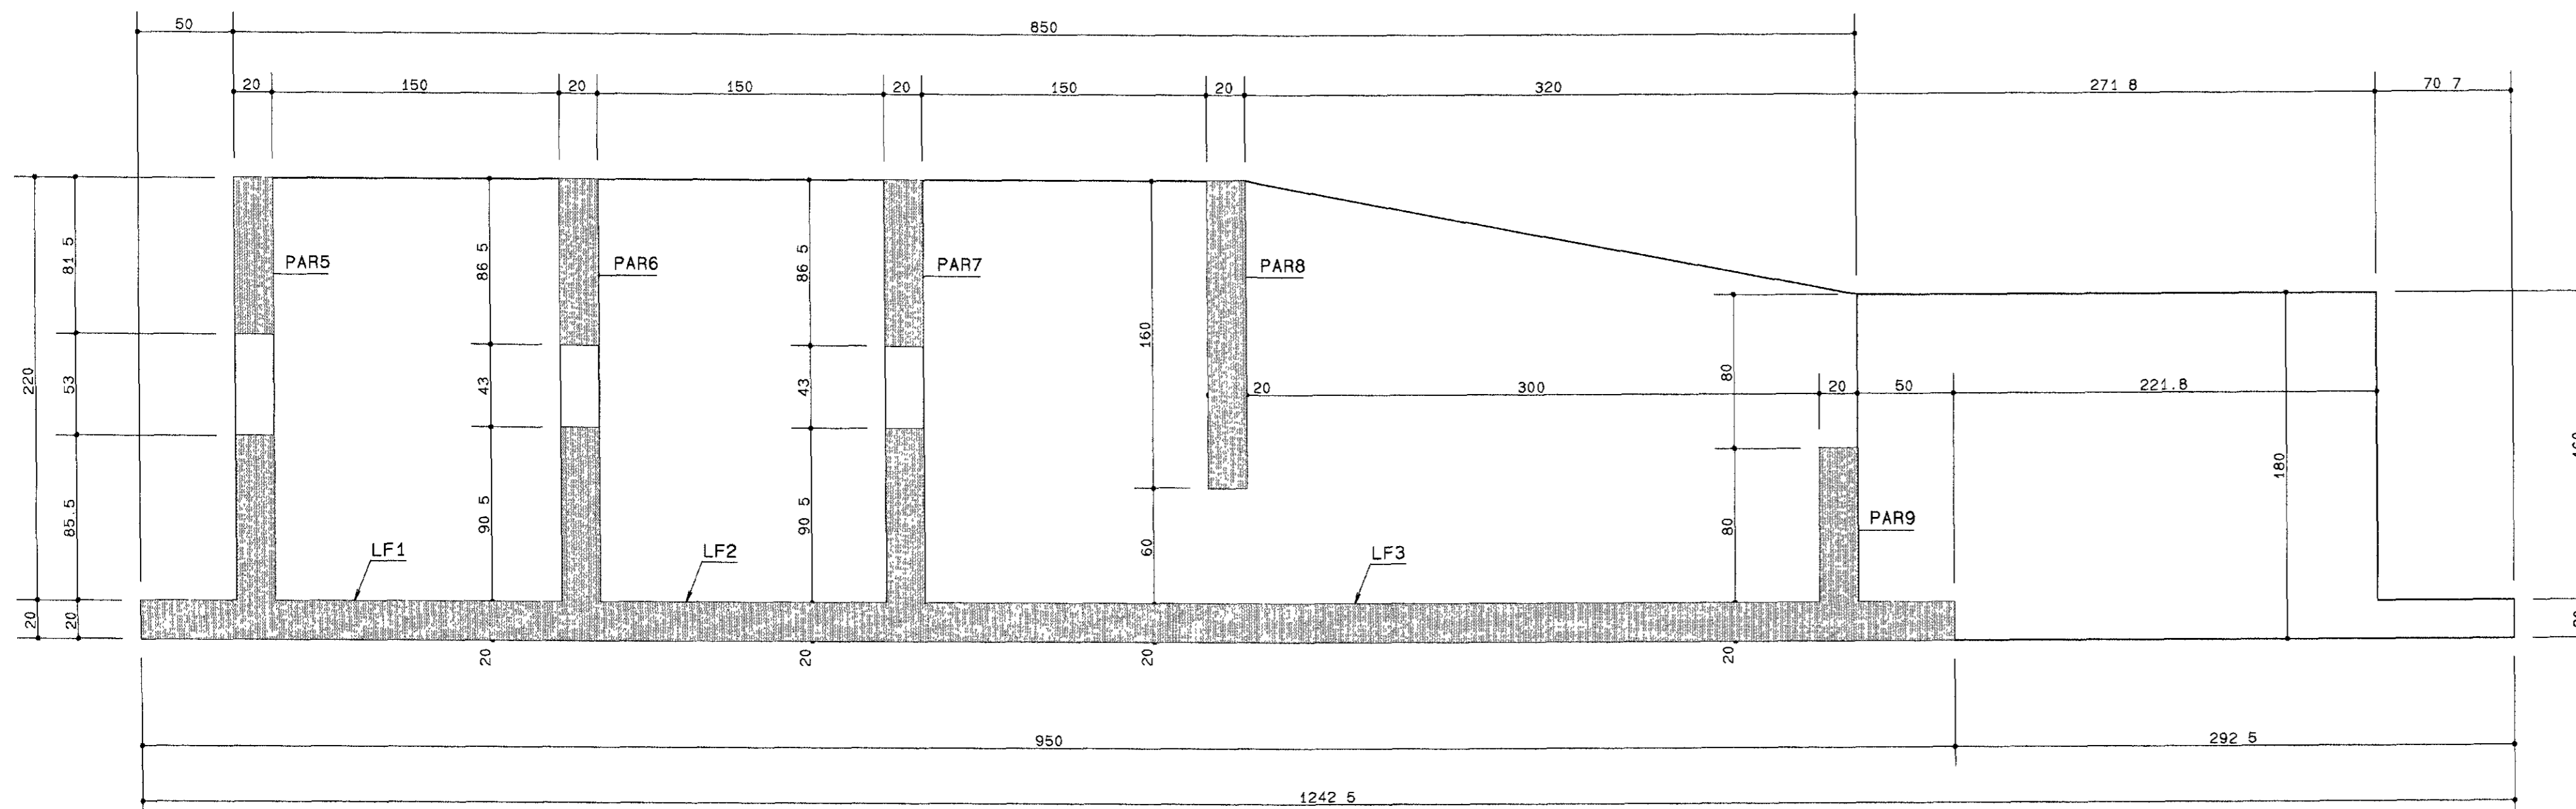 50 850
20 150 20 150 20 150 20 320 271 8 70 7
220 81 5 53 85.5 20 20
PAR5 86 5 43 90 5 20
PAR6 86 5 43 90 5 20
PAR7 160 60 20
PAR8
20 300 20 50 221.8
80 80 20
180
PAR9
LF1 LF2 LF3
950 292 5
1242 5